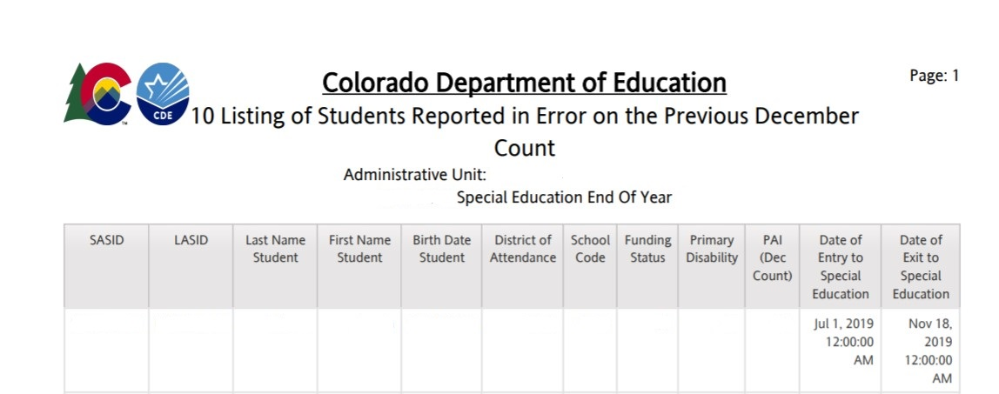 Colorado Department of Education
Page: 1
CDE
TM
10 Listing of Students Reported in Error on the Previous December
Count
Administrative Unit:
Special Education End Of Year
SASID
LASID
Last Name
Student
First Name
Student
Birth Date
Student
District of
Attendance
School
Code
Funding
Status
Primary
Disability
PAI
(Dec
Count)
Date of
Entry to
Special
Education
Date of
Exit to
Special
Education
Jul 1, 2019
12:00:00
AM
Nov 18,
2019
12:00:00
AM